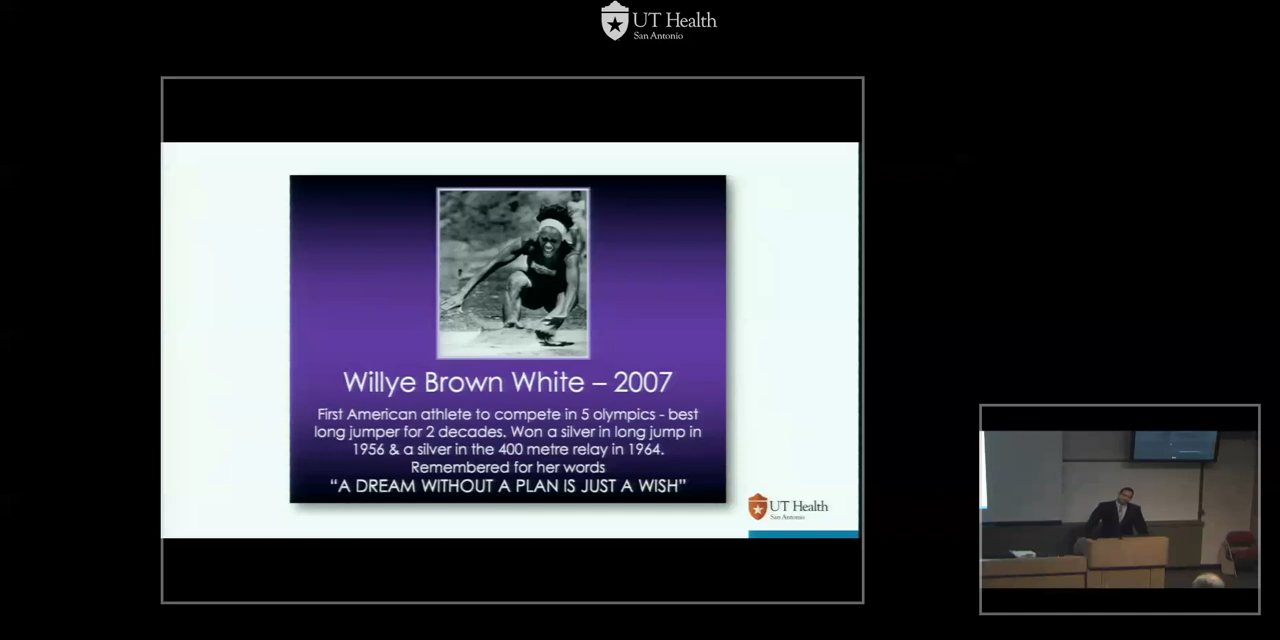 UT Health
San Antonio
Willye Brown White – 2007
First American athlete to compete in 5 olympics - best
long jumper for 2 decades. Won a silver in long jump in
1956 & a silver in the 400 metre relay in 1964.
Remembered for her words
“A DREAM WITHOUT A PLAN IS JUST A WISH”
UT Health
San Antonio